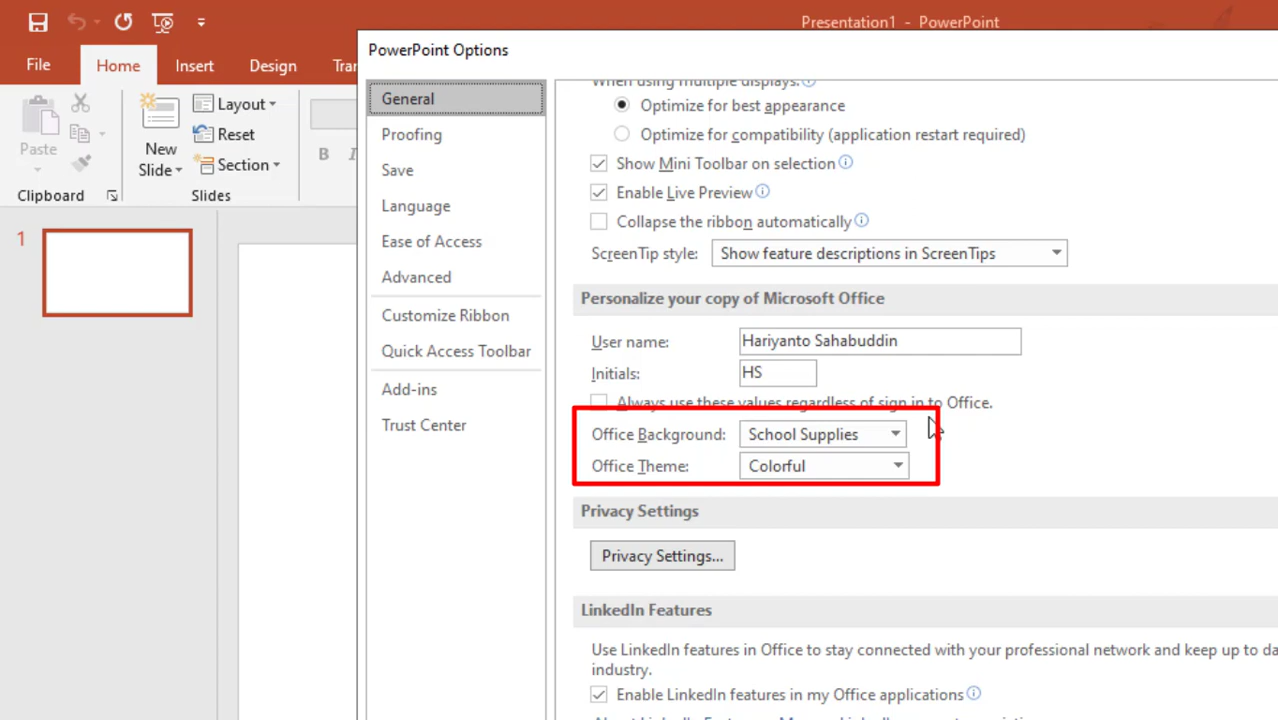 Presentation1 - PowerPoint
File Home Insert Design Tra
Paste
Clipboard
New
Slide
Layout
Reset
Section
Slides
B I
1
PowerPoint Options
General
Proofing
Save
Language
Ease of Access
Advanced
Customize Ribbon
Quick Access Toolbar
Add-ins
Trust Center
When using multiple displays:
Optimize for best appearance
Optimize for compatibility (application restart required)
Show Mini Toolbar on selection
Enable Live Preview
Collapse the ribbon automatically
ScreenTip style: Show feature descriptions in ScreenTips
Personalize your copy of Microsoft Office
User name: Hariyanto Sahabuddin
Initials: HS
Always use these values regardless of sign in to Office.
Office Background: School Supplies
Office Theme: Colorful
Privacy Settings
Privacy Settings...
LinkedIn Features
Use LinkedIn features in Office to stay connected with your professional network and keep up to da
industry.
Enable LinkedIn features in my Office applications